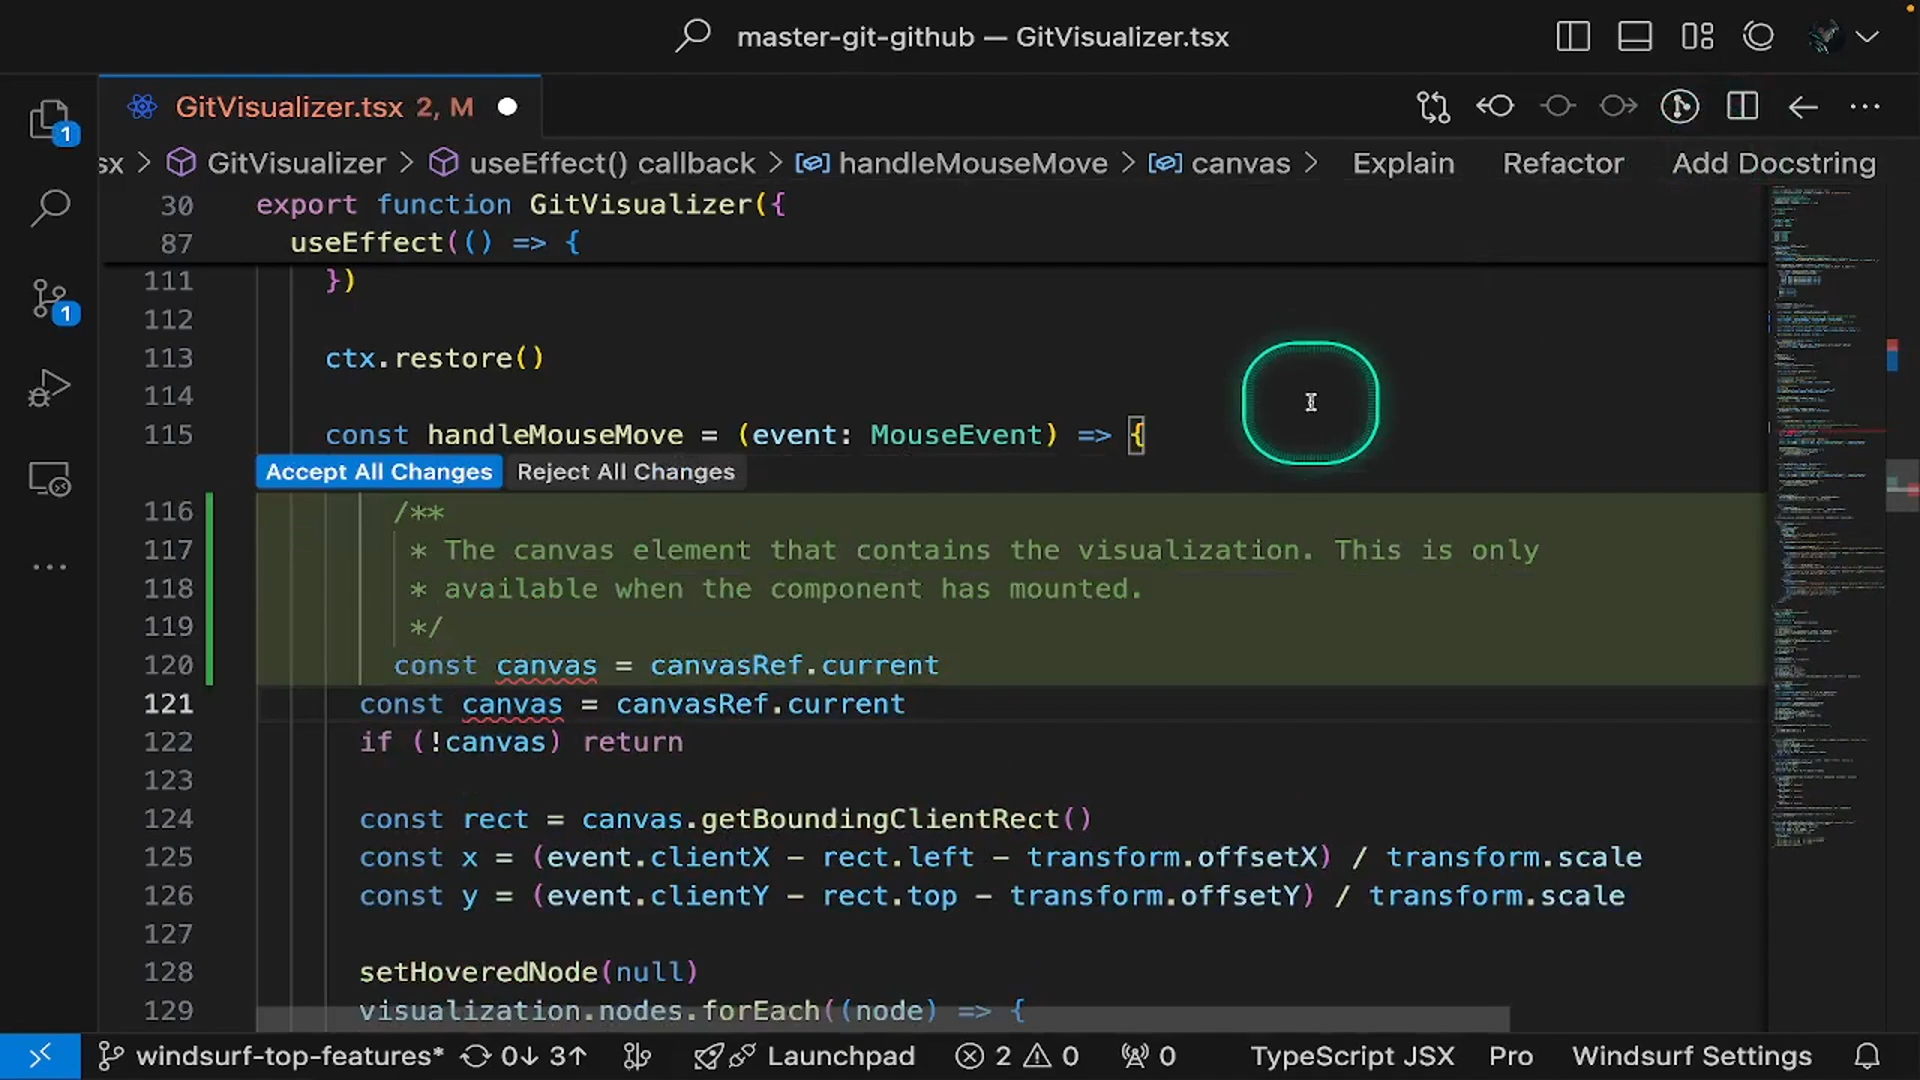 master-git-github — GitVisualizer.tsx
GitVisualizer.tsx 2, M
sx > GitVisualizer > useEffect() callback > handleMouseMove > canvas > Explain Refactor Add Docstring
30 export function GitVisualizer({
87 useEffect(() => {
111 })
112
113 ctx.restore()
114
115 const handleMouseMove = (event: MouseEvent) => {
Accept All Changes Reject All Changes
116 /**
117 * The canvas element that contains the visualization. This is only
118 * available when the component has mounted.
119 */
120 const canvas = canvasRef.current
121 const canvas = canvasRef.current
122 if (!canvas) return
123
124 const rect = canvas.getBoundingClientRect()
125 const x = (event.clientX - rect.left - transform.offsetX) / transform.scale
126 const y = (event.clientY - rect.top - transform.offsetY) / transform.scale
127
128 setHoveredNode(null)
129 visualization.nodes.forEach((node) => {
1
1
windsurf-top-features* 0↓ 3↑ Launchpad 2 0 0 TypeScript JSX Pro Windsurf Settings